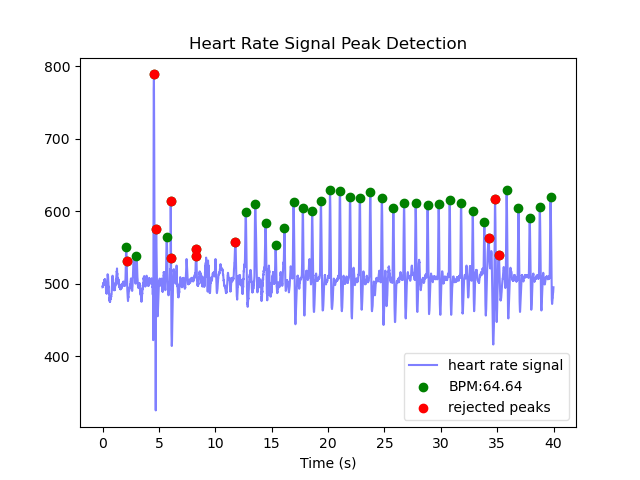 Heart Rate Signal Peak Detection
800
700
600
500
400
heart rate signal
BPM:64.64
rejected peaks
0 5 10 15 20 25 30 35 40
Time (s)